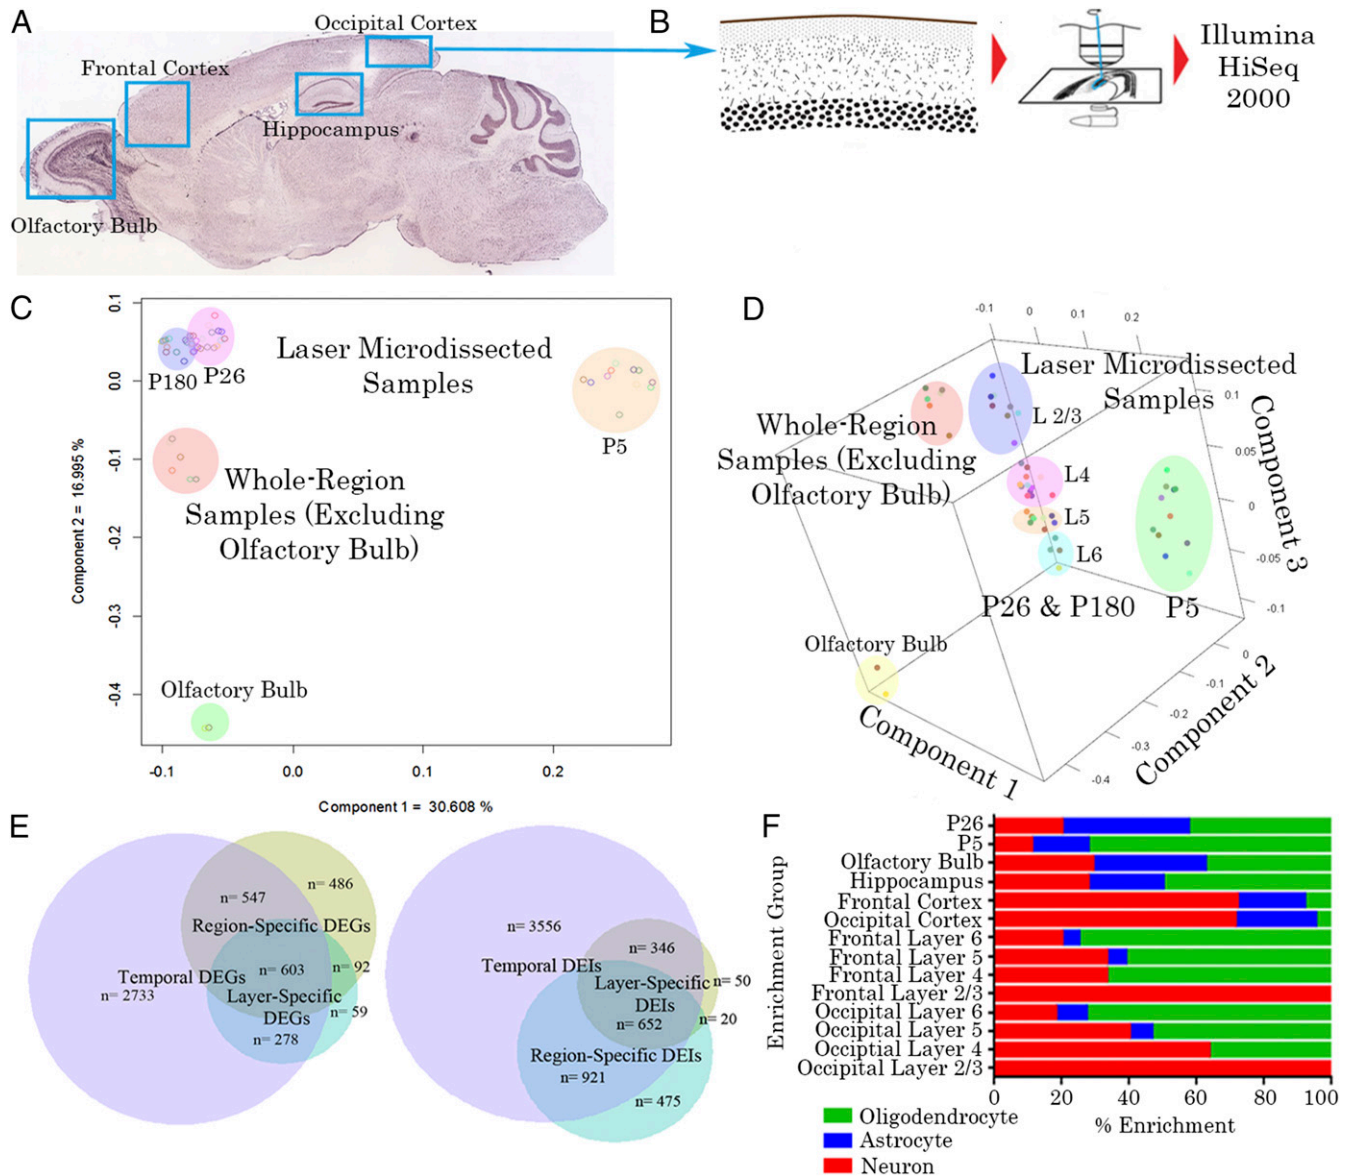 A
Occipital Cortex
Frontal Cortex
Hippocampus
Olfactory Bulb
B
Illumina
HiSeq
2000
C
0.1
0.0
-0.1
-0.2
-0.3
-0.4
Component 2 = 16.995 %
P180
P26
Laser Microdissected
Samples
P5
Whole-Region
Samples (Excluding
Olfactory Bulb)
Olfactory Bulb
-0.1
0.0
0.1
0.2
Component 1 = 30.608 %
D
-0.1
0
0.1
0.2
Laser Microdissected
Samples
Whole-Region
Samples (Excluding
Olfactory Bulb)
L 2/3
L4
L5
L6
P26 & P180
P5
Olfactory Bulb
0.1
0.05
0
-0.05
-0.1
Component 3
0
-0.1
-0.2
-0.3
-0.4
Component 2
Component 1
E
n= 547
n= 486
Region-Specific DEGs
Temporal DEGs
n= 2733
n= 603
n= 92
Layer-Specific
DEGs
n= 59
n= 278
n= 3556
Temporal DEIs
n= 346
Layer-Specific
DEIs
n= 50
n= 652
n= 20
Region-Specific DEIs
n= 921
n= 475
F
Enrichment Group
P26
P5
Olfactory Bulb
Hippocampus
Frontal Cortex
Occipital Cortex
Frontal Layer 6
Frontal Layer 5
Frontal Layer 4
Frontal Layer 2/3
Occipital Layer 6
Occipital Layer 5
Occiptial Layer 4
Occipital Layer 2/3
0
20
40
60
80
100
% Enrichment
Oligodendrocyte
Astrocyte
Neuron